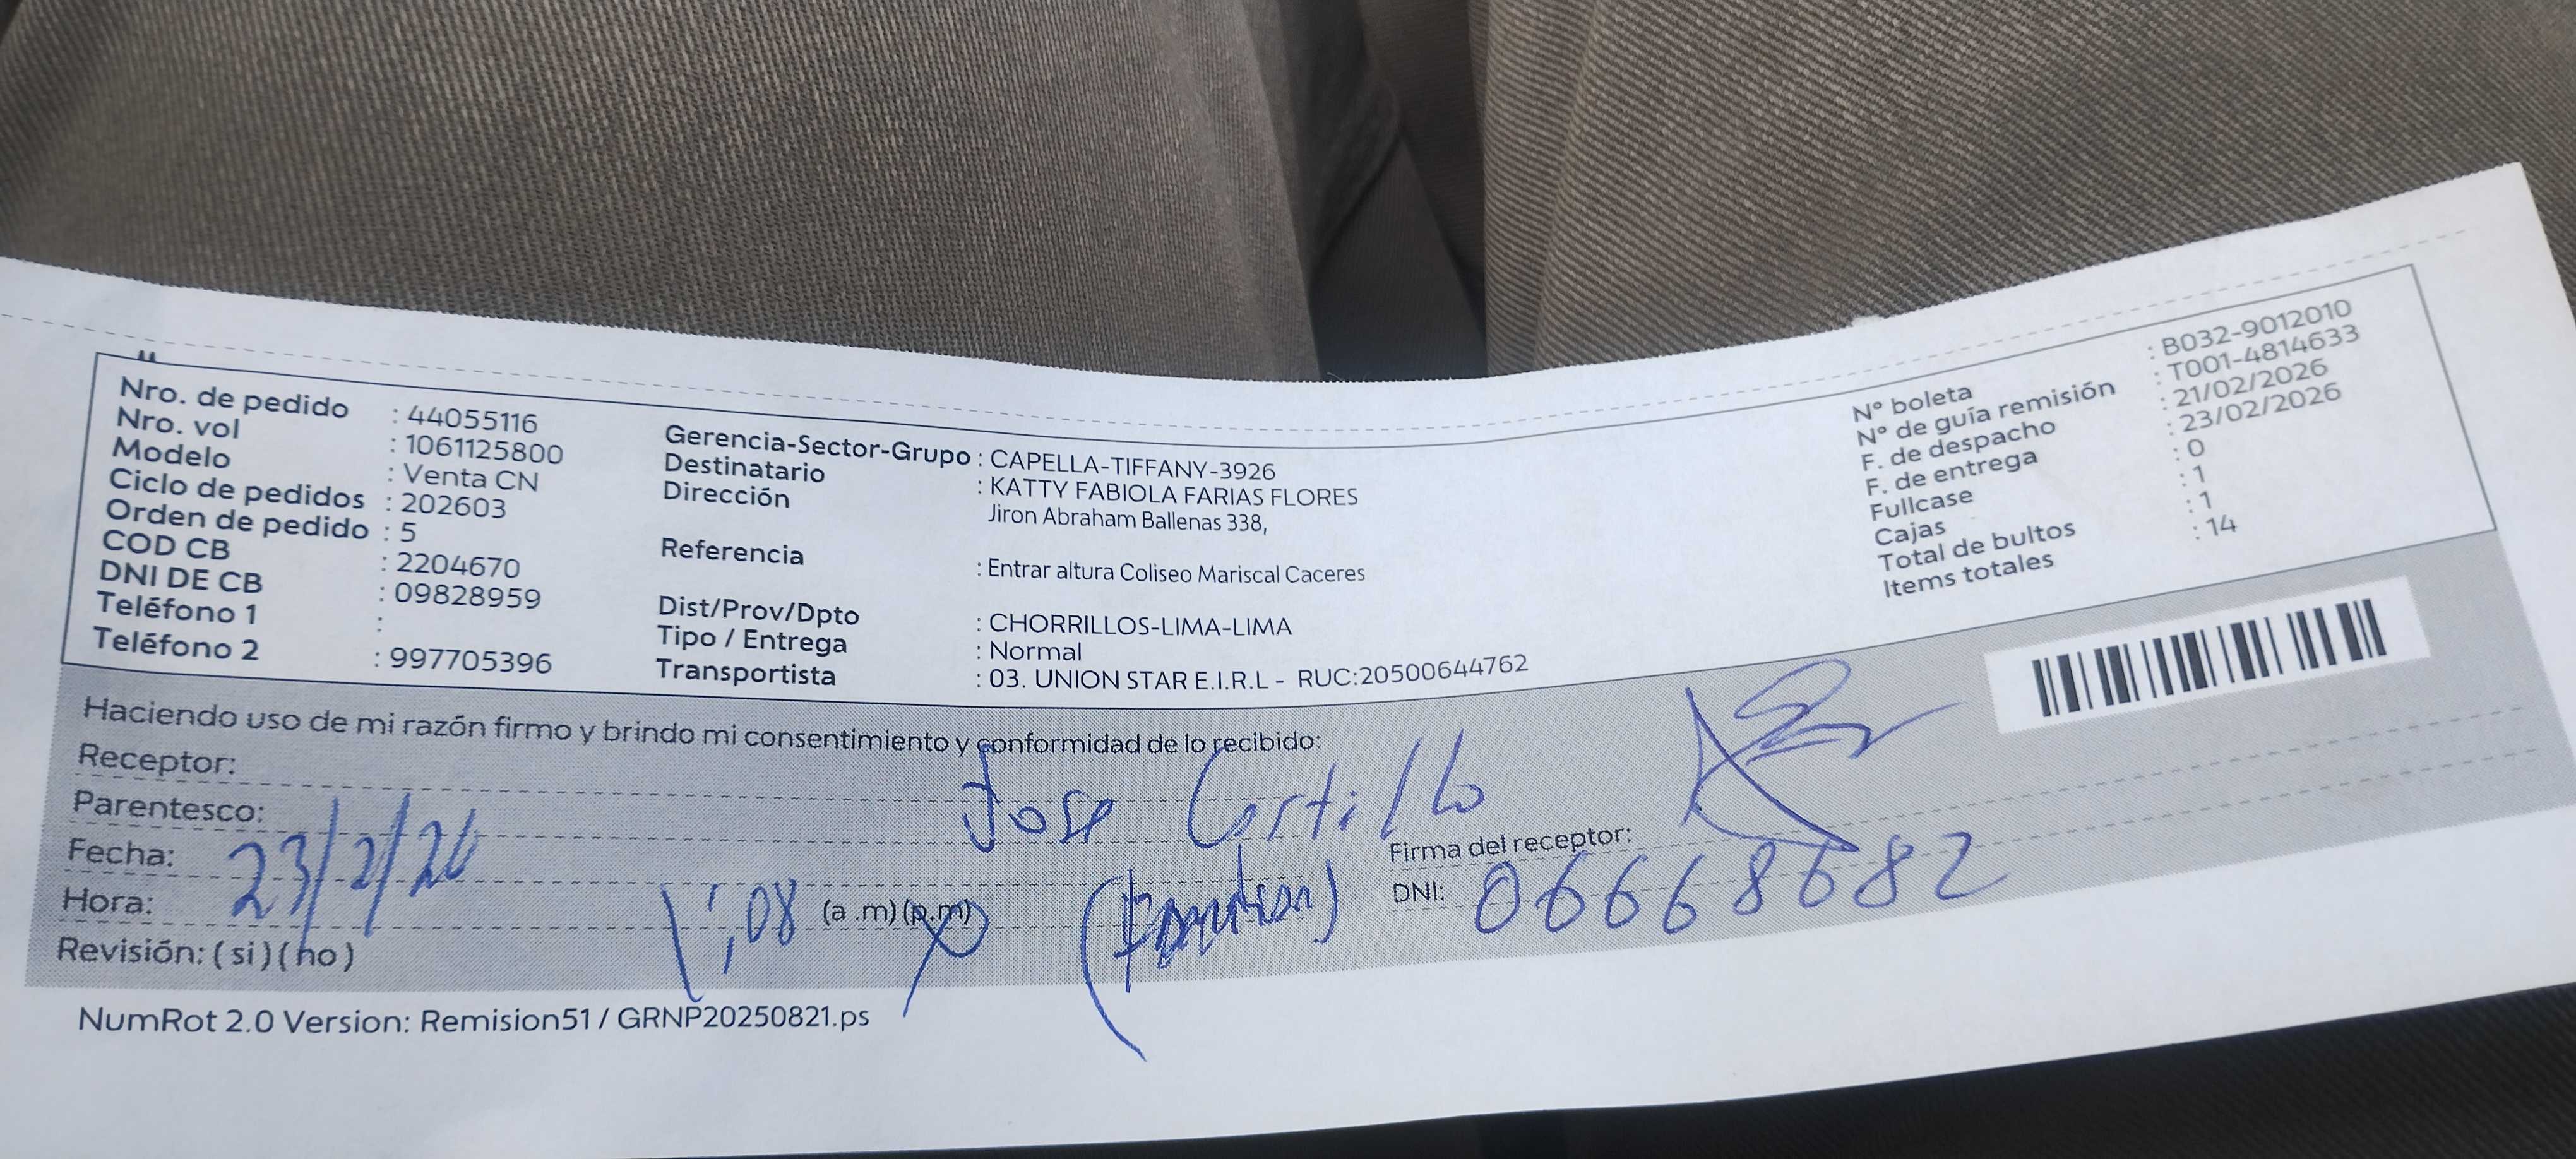 Nro. de pedido : 44055116
Nro. vol : 1061125800
Modelo : Venta CN
Ciclo de pedidos : 202603
Orden de pedido : 5
COD CB : 2204670
DNI DE CB : 09828959
Teléfono 1 :
Teléfono 2 : 997705396
Gerencia-Sector-Grupo : CAPELLA-TIFFANY-3926
Destinatario : KATTY FABIOLA FARIAS FLORES
Dirección Jiron Abraham Ballenas 338,
Referencia : Entrar altura Coliseo Mariscal Caceres
Dist/Prov/Dpto : CHORRILLOS-LIMA-LIMA
Tipo / Entrega : Normal
Transportista : 03. UNION STAR E.I.R.L - RUC:20500644762
N° boleta : B032-9012010
N° de guía remisión : T001-4814633
F. de despacho : 21/02/2026
F. de entrega : 23/02/2026
Fullcase : 0
Cajas : 1
Total de bultos : 1
Items totales : 14
Haciendo uso de mi razón firmo y brindo mi consentimiento y conformidad de lo recibido:
Receptor: Jose Castillo
Parentesco:
Fecha: 23/2/26
Hora: 1:08 (a .m) (p.m)
Revisión: ( si ) ( no )
Firma del receptor:
DNI: 06668682
NumRot 2.0 Version: Remision51 / GRNP20250821.ps